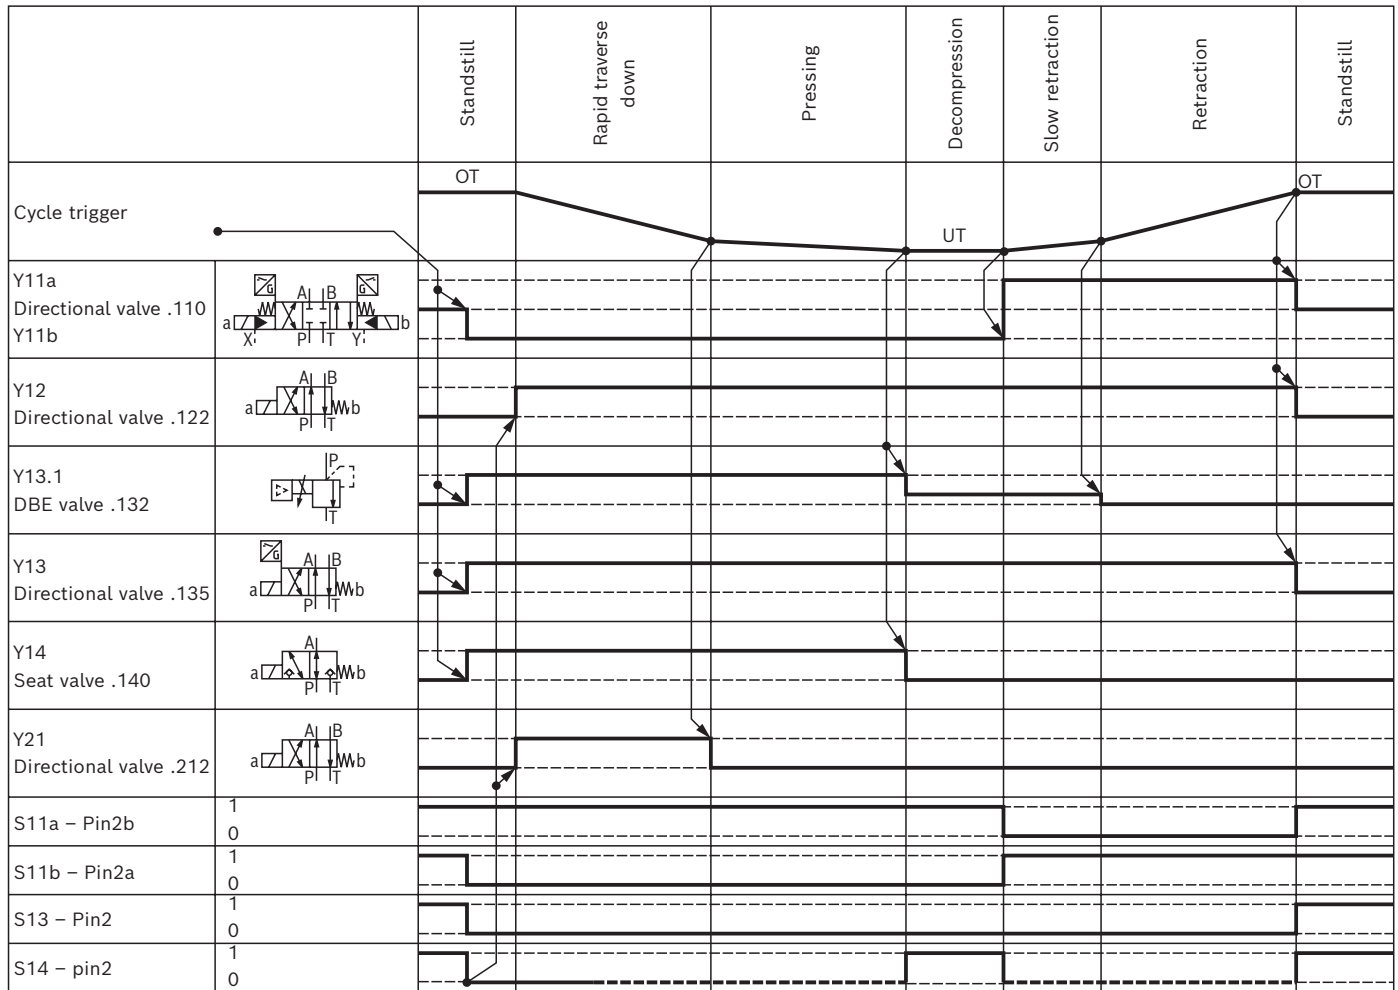 Standstill
Rapid traverse
down
Pressing
Decompression
Slow retraction
Retraction
Standstill
Cycle trigger
OT
UT
OT
Y11a
Directional valve .110
Y11b
G
G
A B
a b
X P T Y
Y12
Directional valve .122
A B
a b
P T
Y13.1
DBE valve .132
P
T
Y13
Directional valve .135
G
A B
a b
P T
Y14
Seat valve .140
A
a b
P T
Y21
Directional valve .212
A B
a b
P T
S11a – Pin2b
1
0
S11b – Pin2a
1
0
S13 – Pin2
1
0
S14 – pin2
1
0